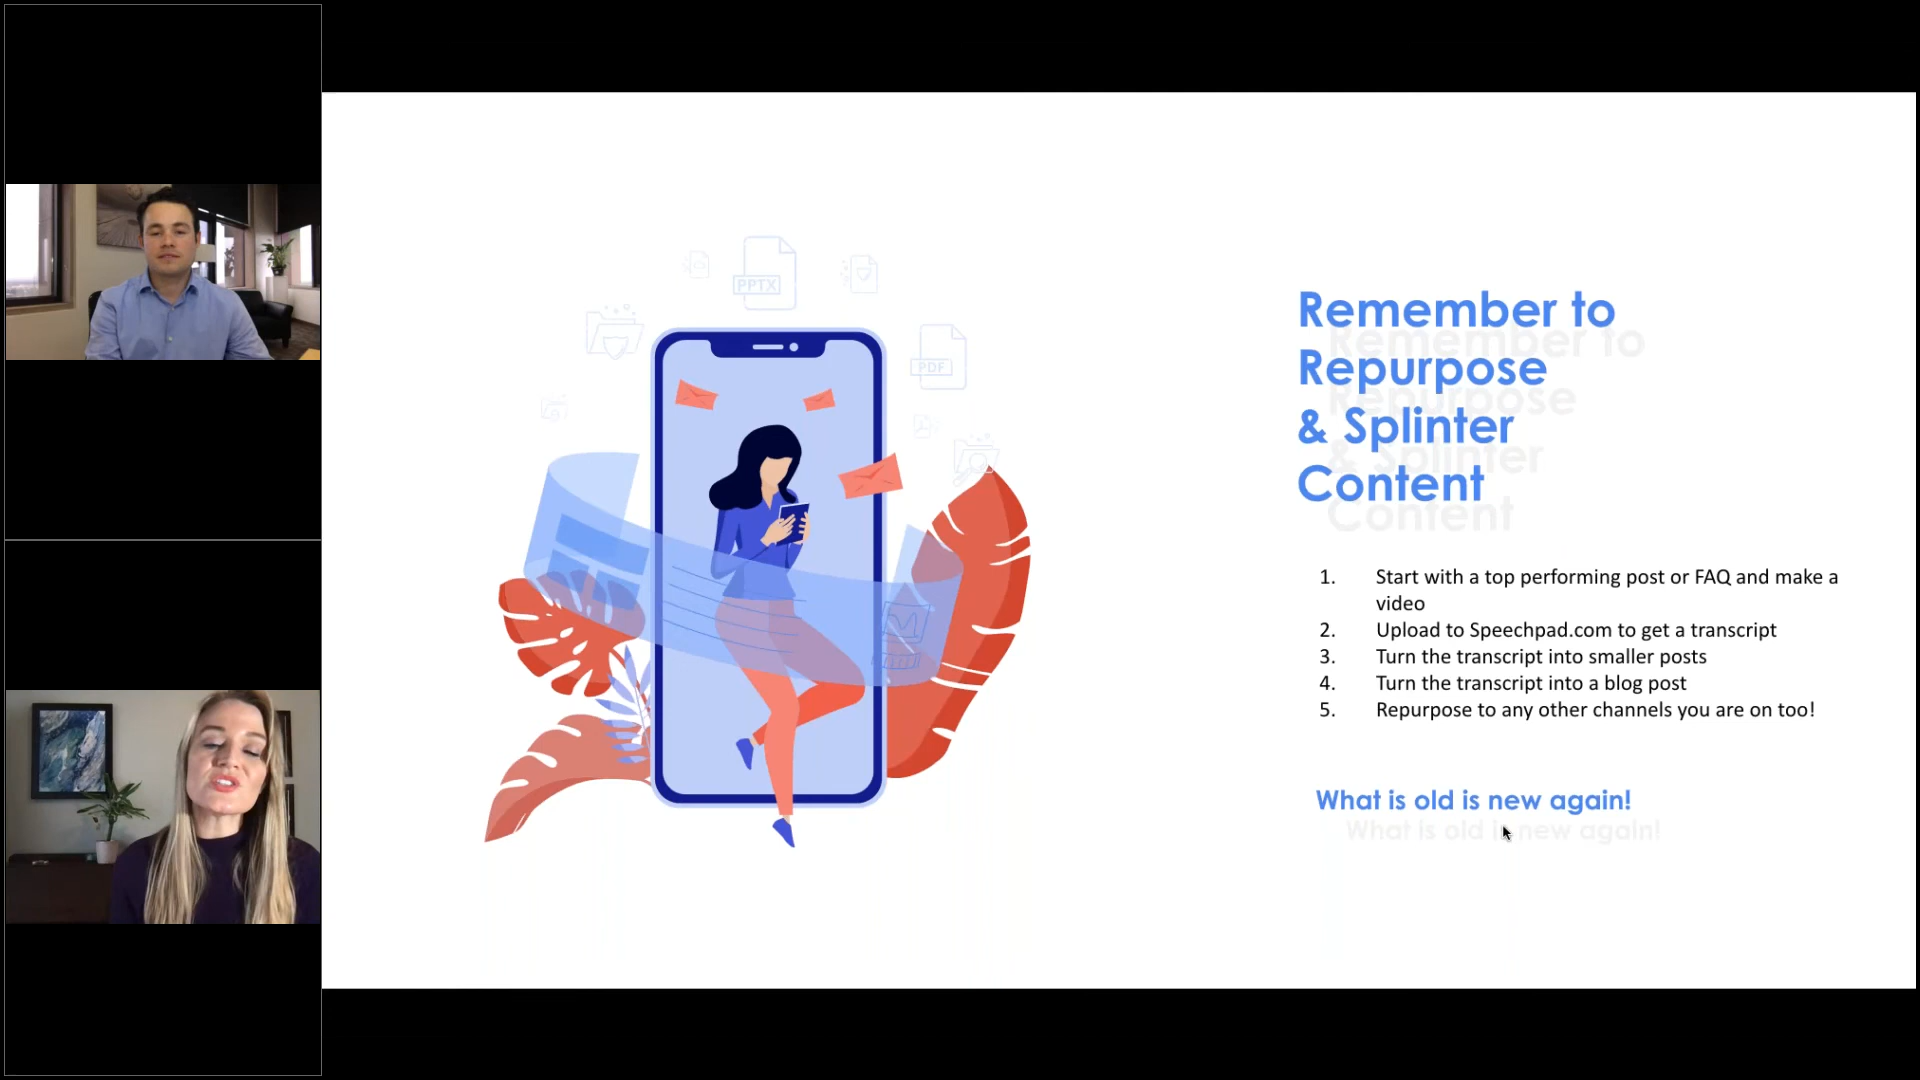 PPTX
PDF
Remember to
Repurpose
& Splinter
Content
1. Start with a top performing post or FAQ and make a
video
2. Upload to Speechpad.com to get a transcript
3. Turn the transcript into smaller posts
4. Turn the transcript into a blog post
5. Repurpose to any other channels you are on too!
What is old is new again!